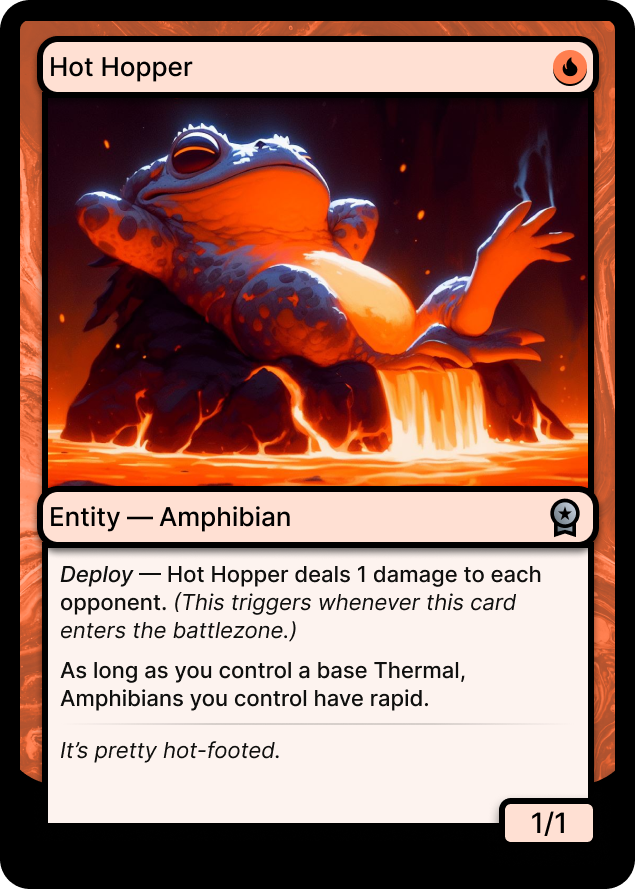 Hot Hopper
Entity — Amphibian
Deploy — Hot Hopper deals 1 damage to each
opponent. (This triggers whenever this card
enters the battlezone.)
As long as you control a base Thermal,
Amphibians you control have rapid.
It’s pretty hot-footed.
1/1